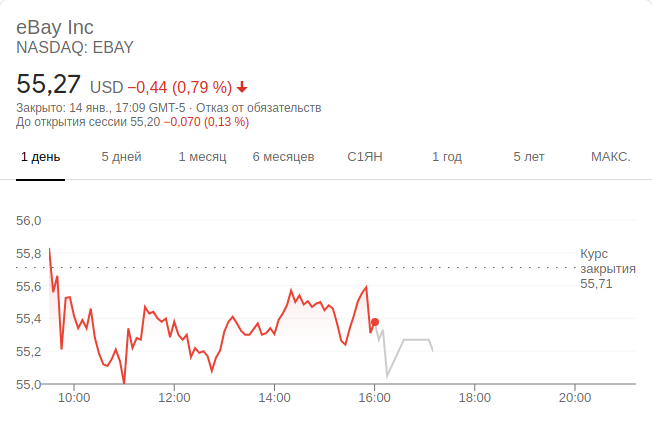 eBay Inc
NASDAQ: EBAY
55,27 USD −0,44 (0,79 %)
Закрыто: 14 янв., 17:09 GMT-5 · Отказ от обязательств
До открытия сессии 55,20 −0,070 (0,13 %)
1 день 5 дней 1 месяц 6 месяцев С1ЯН 1 год 5 лет МАКС.
56,0
55,8
Курс
закрытия
55,71
55,6
55,4
55,2
55,0
10:00 12:00 14:00 16:00 18:00 20:00